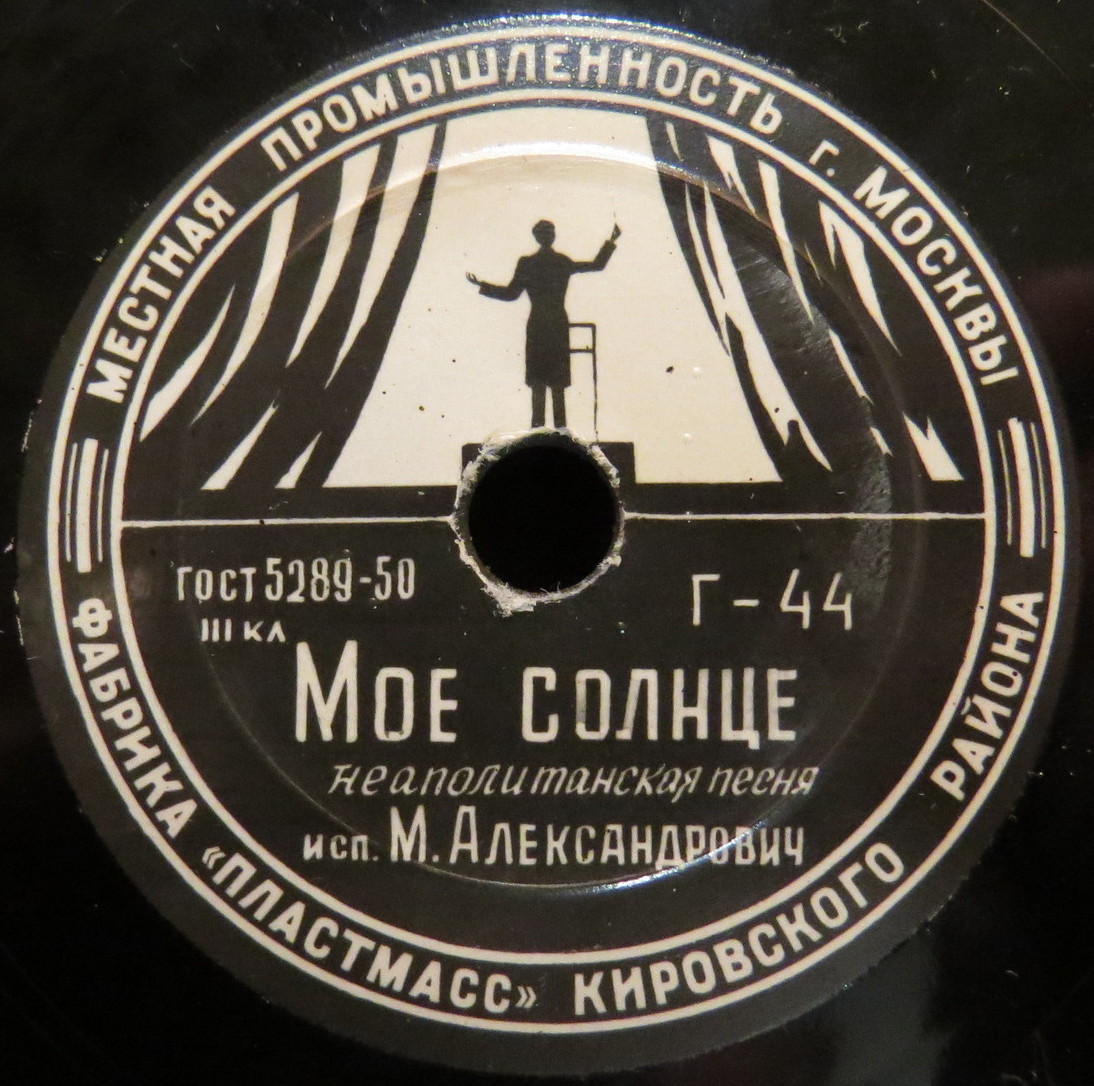 МЕСТНАЯ ПРОМЫШЛЕННОСТЬ г. МОСКВЫ
ГОСТ 5289-50
III КЛ
Г-44
МОЕ СОЛНЦЕ
неаполитанская песня
исп. М. АЛЕКСАНДРОВИЧ
ФАБРИКА «ПЛАСТМАСС» КИРОВСКОГО РАЙОНА